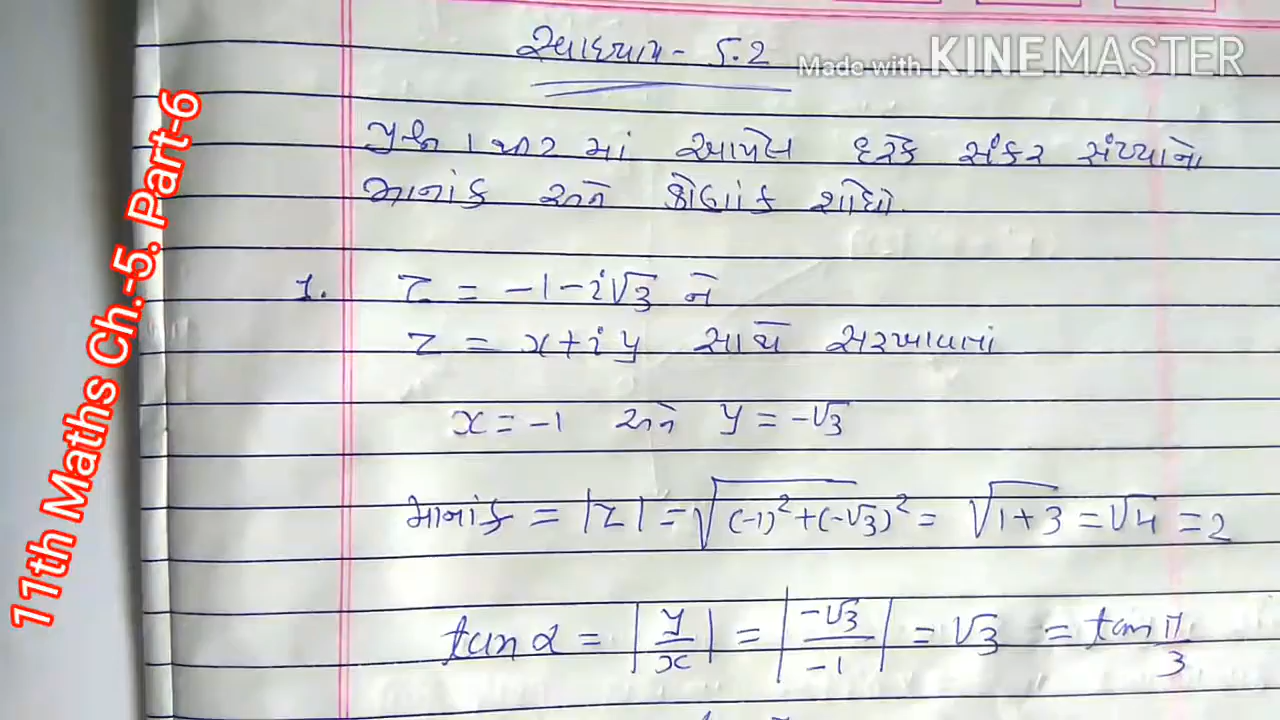 સ્વાધ્યાય - 5.2
Made with KINEMASTER
પ્રશ્ન 1 અને 2 માં આપેલ દરેક સંકર સંખ્યાનો
માનાંક અને કોણાંક શોધો.
1. z = -1 - i√3 ને
z = x + iy સાથે સરખાવતાં
x = -1 અને y = -√3
માનાંક = |z| = √(-1)² + (-√3)² = √1+3 = √4 = 2
tan α = |y/x| = |-√3/-1| = √3 = tan π/3
11th Maths Ch.-5. Part-6